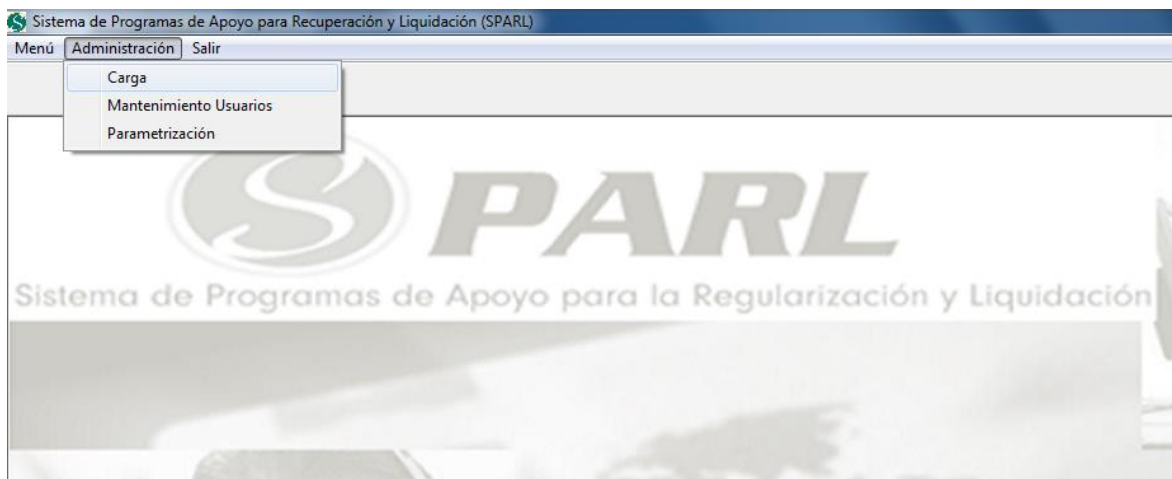 Sistema de Programas de Apoyo para Recuperación y Liquidación (SPARL)
Menú Administración Salir
Carga
Mantenimiento Usuarios
Parametrización
S PARL
Sistema de Programas de Apoyo para la Regularización y Liquidación